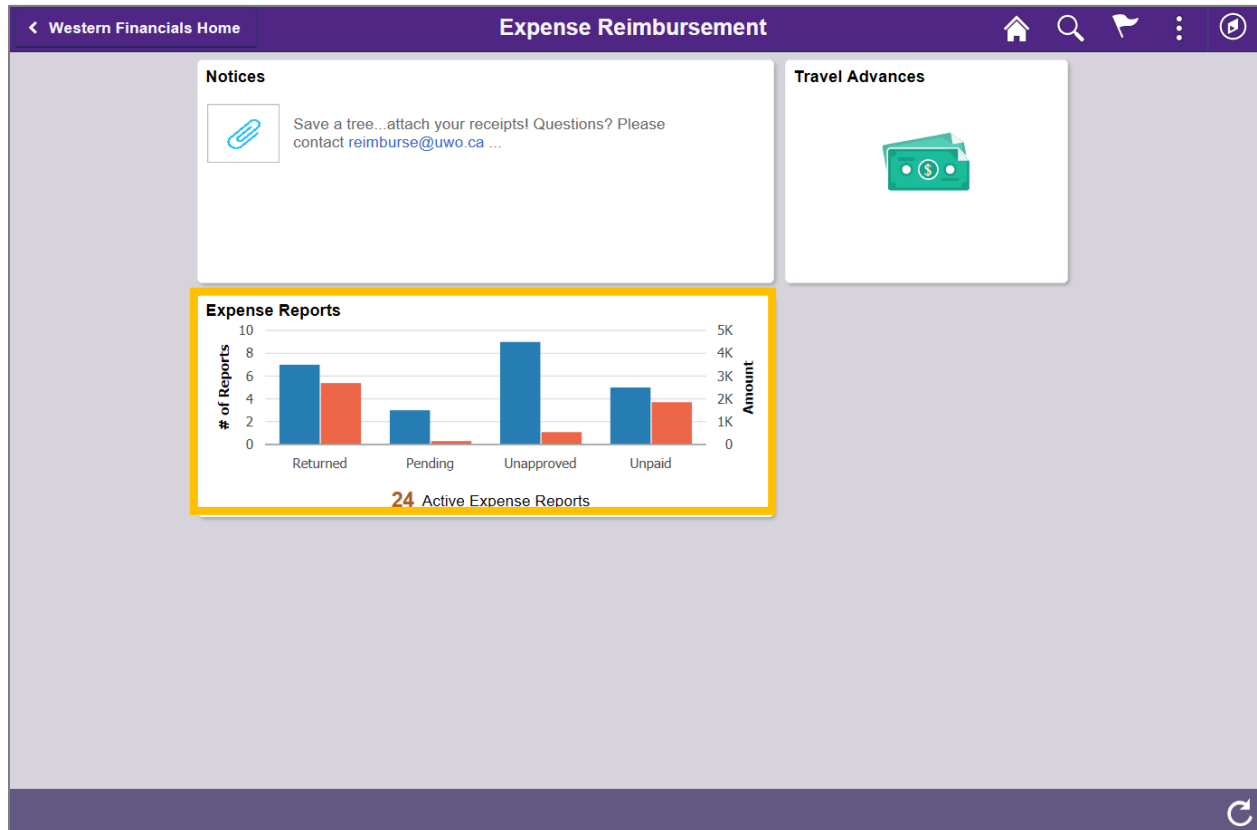 Western Financials Home
Expense Reimbursement
Notices
Save a tree...attach your receipts! Questions? Please
contact reimburse@uwo.ca ...
Travel Advances
$
Expense Reports
# of Reports
10
8
6
4
2
0
5K
4K
3K
2K
1K
0
Amount
Returned Pending Unapproved Unpaid
24 Active Expense Reports